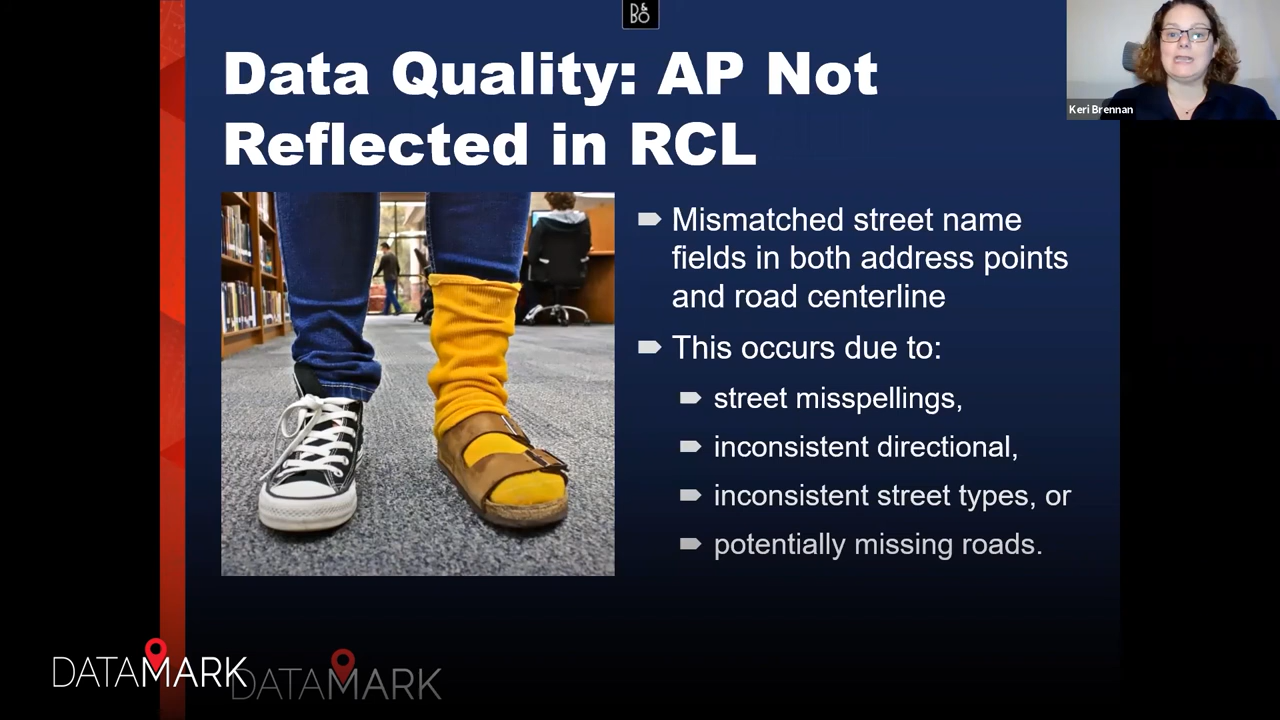 D&
BO
Data Quality: AP Not
Reflected in RCL
Keri Brennan
Mismatched street name
fields in both address points
and road centerline
This occurs due to:
street misspellings,
inconsistent directional,
inconsistent street types, or
potentially missing roads.
DATAMARK
DATAMARK